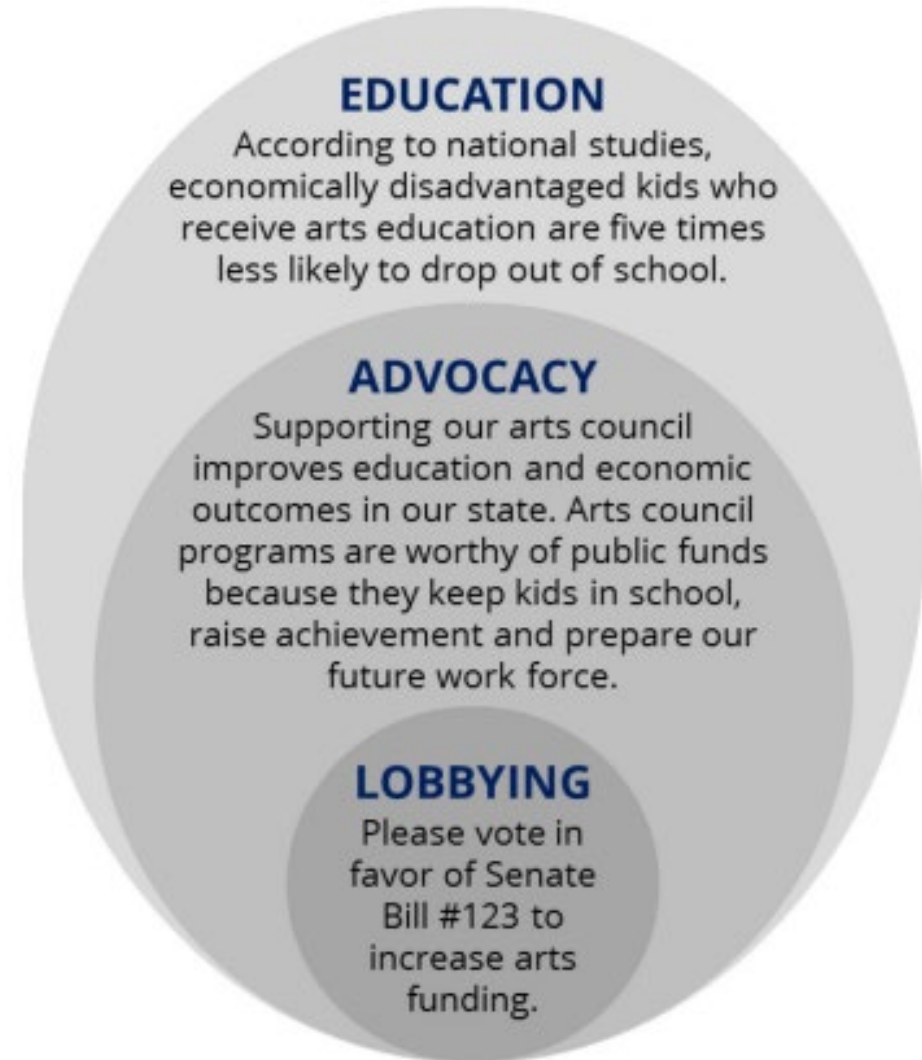 EDUCATION
According to national studies,
economically disadvantaged kids who
receive arts education are five times
less likely to drop out of school.
ADVOCACY
Supporting our arts council
improves education and economic
outcomes in our state. Arts council
programs are worthy of public funds
because they keep kids in school,
raise achievement and prepare our
future work force.
LOBBYING
Please vote in
favor of Senate
Bill #123 to
increase arts
funding.